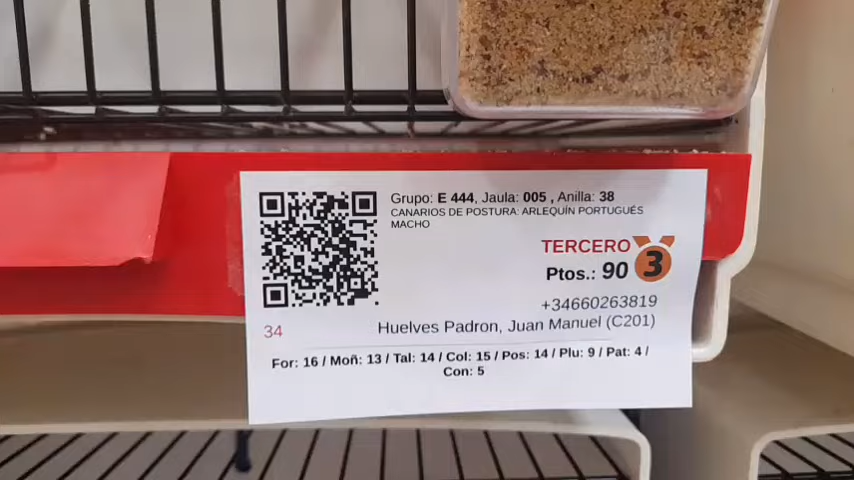 Grupo: E 444, Jaula: 005 , Anilla: 38
CANARIOS DE POSTURA: ARLEQUÍN PORTUGUÉS
MACHO
TERCERO 3
Ptos.: 90
+34660263819
34 Huelves Padron, Juan Manuel (C201)
For: 16 / Moñ: 13 / Tal: 14 / Col: 15 / Pos: 14 / Plu: 9 / Pat: 4 /
Con: 5